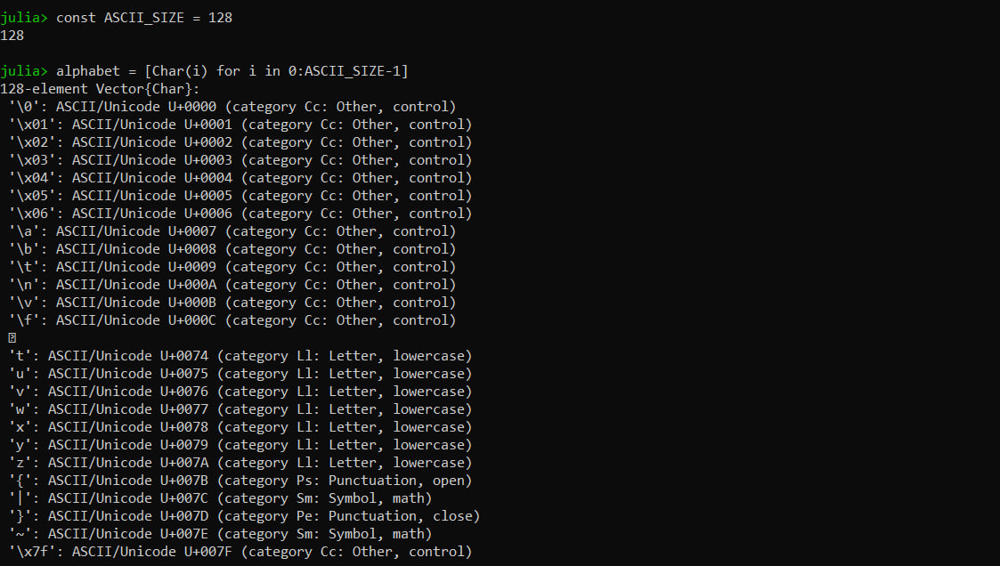 julia> const ASCII_SIZE = 128
128
julia> alphabet = [Char(i) for i in 0:ASCII_SIZE-1]
128-element Vector{Char}:
 '\0': ASCII/Unicode U+0000 (category Cc: Other, control)
 '\x01': ASCII/Unicode U+0001 (category Cc: Other, control)
 '\x02': ASCII/Unicode U+0002 (category Cc: Other, control)
 '\x03': ASCII/Unicode U+0003 (category Cc: Other, control)
 '\x04': ASCII/Unicode U+0004 (category Cc: Other, control)
 '\x05': ASCII/Unicode U+0005 (category Cc: Other, control)
 '\x06': ASCII/Unicode U+0006 (category Cc: Other, control)
 '\a': ASCII/Unicode U+0007 (category Cc: Other, control)
 '\b': ASCII/Unicode U+0008 (category Cc: Other, control)
 '\t': ASCII/Unicode U+0009 (category Cc: Other, control)
 '\n': ASCII/Unicode U+000A (category Cc: Other, control)
 '\v': ASCII/Unicode U+000B (category Cc: Other, control)
 '\f': ASCII/Unicode U+000C (category Cc: Other, control)
 ⍰
 't': ASCII/Unicode U+0074 (category Ll: Letter, lowercase)
 'u': ASCII/Unicode U+0075 (category Ll: Letter, lowercase)
 'v': ASCII/Unicode U+0076 (category Ll: Letter, lowercase)
 'w': ASCII/Unicode U+0077 (category Ll: Letter, lowercase)
 'x': ASCII/Unicode U+0078 (category Ll: Letter, lowercase)
 'y': ASCII/Unicode U+0079 (category Ll: Letter, lowercase)
 'z': ASCII/Unicode U+007A (category Ll: Letter, lowercase)
 '{': ASCII/Unicode U+007B (category Ps: Punctuation, open)
 '|': ASCII/Unicode U+007C (category Sm: Symbol, math)
 '}': ASCII/Unicode U+007D (category Pe: Punctuation, close)
 '~': ASCII/Unicode U+007E (category Sm: Symbol, math)
 '\x7f': ASCII/Unicode U+007F (category Cc: Other, control)